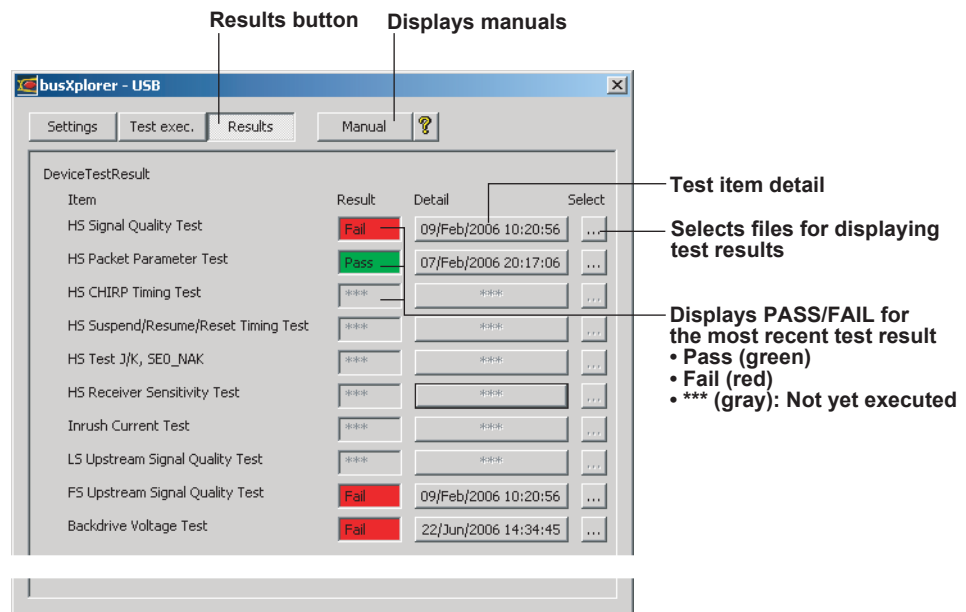 Results button
Displays manuals
busXplorer - USB
Settings Test exec. Results Manual ?
DeviceTestResult
Item Result Detail Select
HS Signal Quality Test Fail 09/Feb/2006 10:20:56 ...
HS Packet Parameter Test Pass 07/Feb/2006 20:17:06 ...
HS CHIRP Timing Test *** *** ...
HS Suspend/Resume/Reset Timing Test *** *** ...
HS Test J/K, SE0_NAK *** *** ...
HS Receiver Sensitivity Test *** *** ...
Inrush Current Test *** *** ...
LS Upstream Signal Quality Test *** *** ...
FS Upstream Signal Quality Test Fail 09/Feb/2006 10:20:56 ...
Backdrive Voltage Test Fail 22/Jun/2006 14:34:45 ...
Test item detail
Selects files for displaying
test results
Displays PASS/FAIL for
the most recent test result
• Pass (green)
• Fail (red)
• *** (gray): Not yet executed